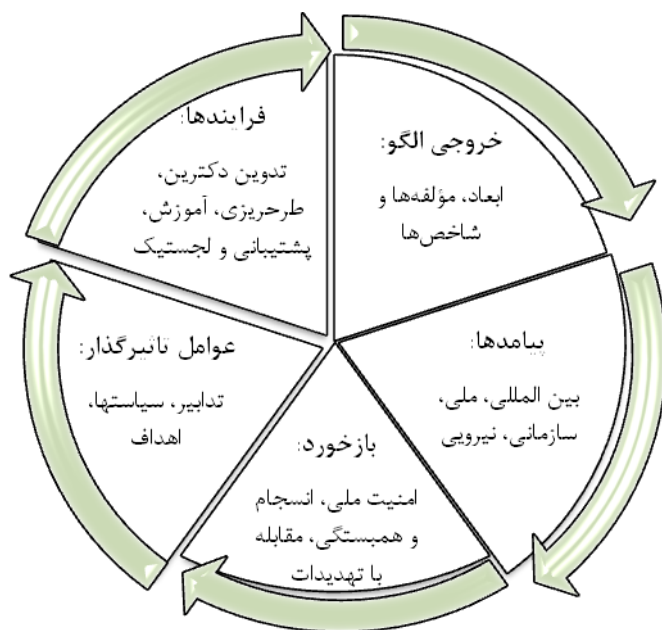 خروجی الگو:
ابعاد، مؤلفه‌ها و
شاخص‌ها
پیامدها:
بین المللی، ملی،
سازمانی، نیرویی
بازخورد:
امنیت ملی، انسجام
و همبستگی، مقابله
با تهدیدات
عوامل تاثیرگذار:
تدابیر، سیاستها،
اهداف
فرایندها:
تدوین دکترین،
طرحریزی، آموزش،
پشتیبانی و لجستیک